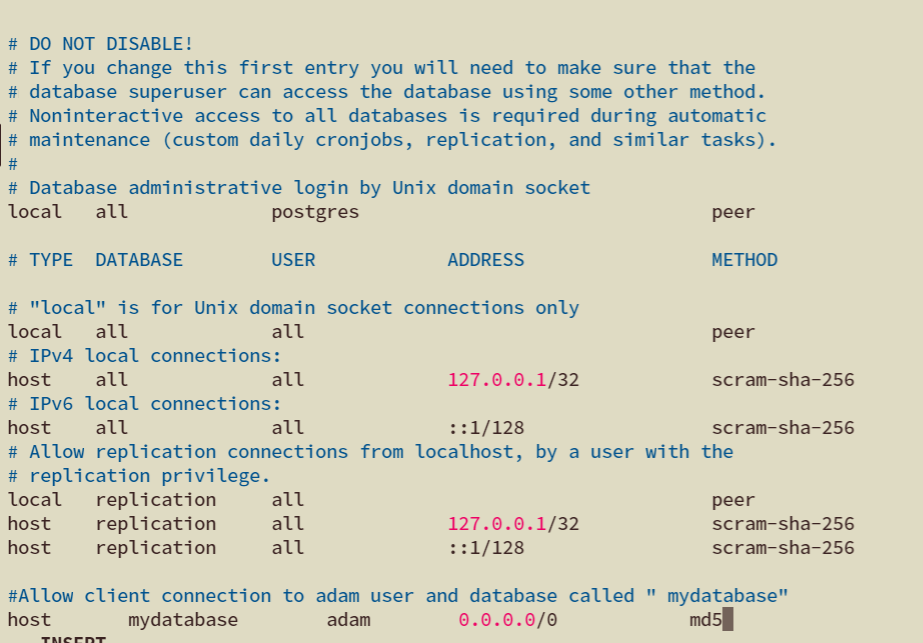 # DO NOT DISABLE!
# If you change this first entry you will need to make sure that the
# database superuser can access the database using some other method.
# Noninteractive access to all databases is required during automatic
# maintenance (custom daily cronjobs, replication, and similar tasks).
#
# Database administrative login by Unix domain socket
local   all             postgres                                peer
# TYPE  DATABASE        USER            ADDRESS                 METHOD
# "local" is for Unix domain socket connections only
local   all             all                                     peer
# IPv4 local connections:
host    all             all             127.0.0.1/32            scram-sha-256
# IPv6 local connections:
host    all             all             ::1/128                 scram-sha-256
# Allow replication connections from localhost, by a user with the
# replication privilege.
local   replication     all                                     peer
host    replication     all             127.0.0.1/32            scram-sha-256
host    replication     all             ::1/128                 scram-sha-256
#Allow client connection to adam user and database called " mydatabase"
host       mydatabase        adam        0.0.0.0/0            md5
INSERT